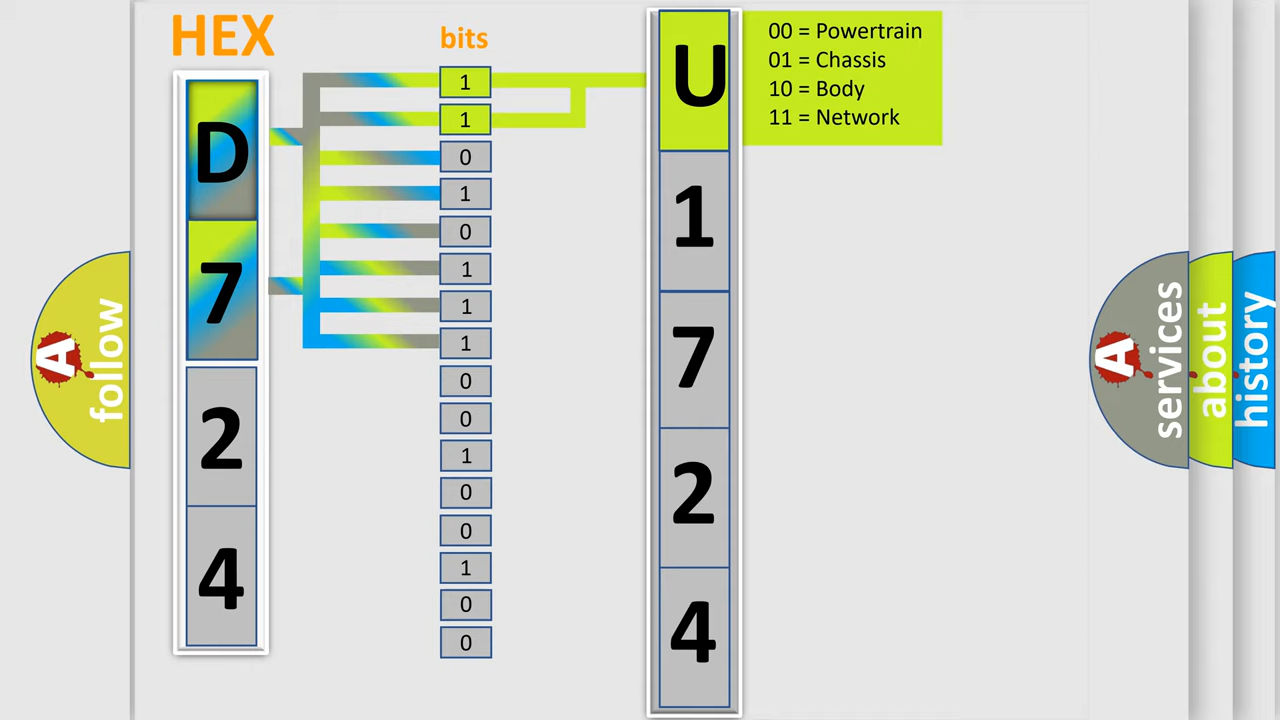 HEX
bits
D
7
2
4
1
1
0
1
0
1
1
1
0
0
1
0
0
1
0
0
U
1
7
2
4
00 = Powertrain
01 = Chassis
10 = Body
11 = Network
A
follow
A
services
about
history